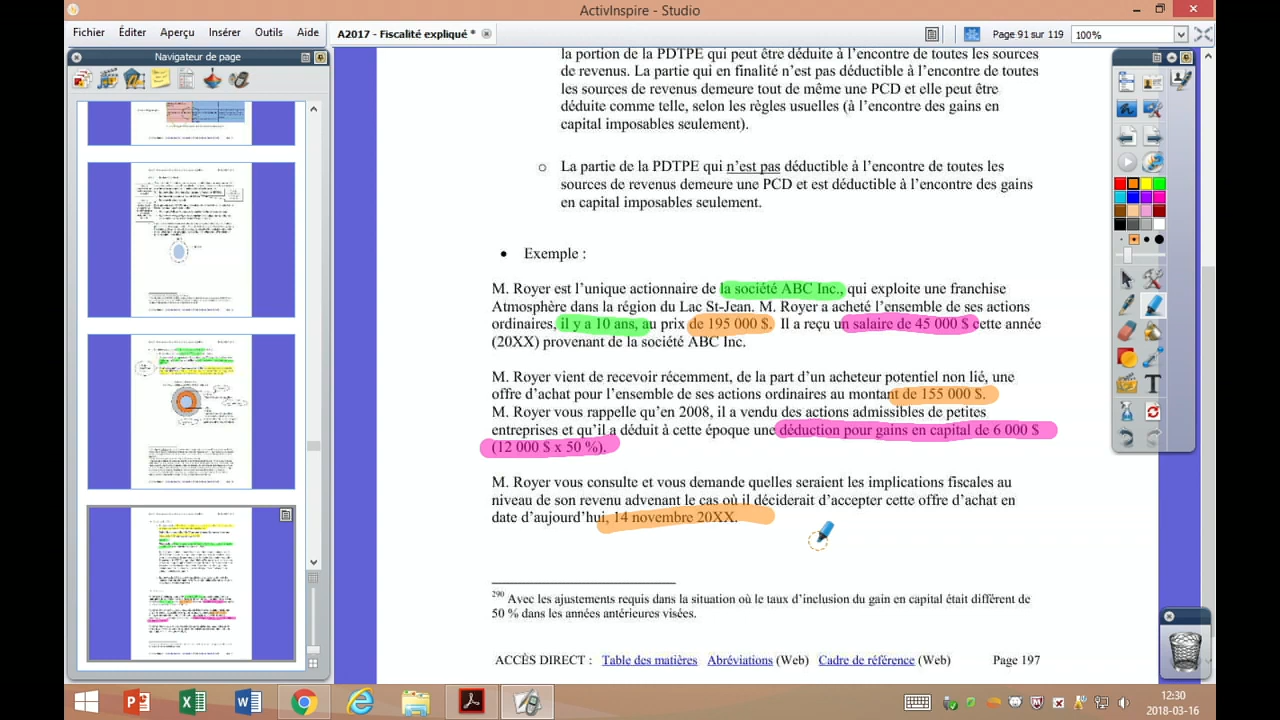 ActivInspire - Studio
Fichier Éditer Aperçu Insérer Outils Aide
A2017 - Fiscalité expliqué *
Page 91 sur 119
100%
Navigateur de page
la portion de la PDTPE qui peut être déduite à l'encontre de toutes les sources
de revenus. La partie qui en finalité n'est pas déductible à l'encontre de toutes
les sources de revenus demeure tout de même une PCD et elle peut être
déduite comme telle, selon les règles usuelles (à l'encontre des gains en
capital imposables seulement).
o La partie de la PDTPE qui n'est pas déductible à l'encontre de toutes les
sources de revenus demeure une PCD et est déductible à l'encontre des gains
en capital imposables seulement.
• Exemple :
M. Royer est l'unique actionnaire de la société ABC Inc., qui exploite une franchise
Atmosphère en bordure du Lac St-Jean. M. Royer a acquis la totalité de ses actions
ordinaires, il y a 10 ans, au prix de 195 000 $. Il a reçu un salaire de 45 000 $ cette année
(20XX) provenant de la société ABC Inc.
M. Royer vient de recevoir récemment, de la part d'un acheteur potentiel non lié, une
offre d'achat pour l'ensemble de ses actions ordinaires au montant de 155 000 $.
M. Royer vous rapporte qu'en 2008, il a vendu des actions admissibles de petites
entreprises et qu'il a déduit à cette époque une déduction pour gains en capital de 6 000 $
(12 000 $ x 50 %).
M. Royer vous consulte et vous demande quelles seraient les implications fiscales au
niveau de son revenu advenant le cas où il déciderait d'accepter cette offre d'achat en
date d'aujourd'hui, 14 20XX.
290 Avec les ajustements requis dans la situation où le taux d'inclusion du gain en capital était différent de
50 % dans les années visées.
ACCÈS DIRECT : Table des matières Abréviations (Web) Cadre de référence (Web) Page 197
12:30
2018-03-16